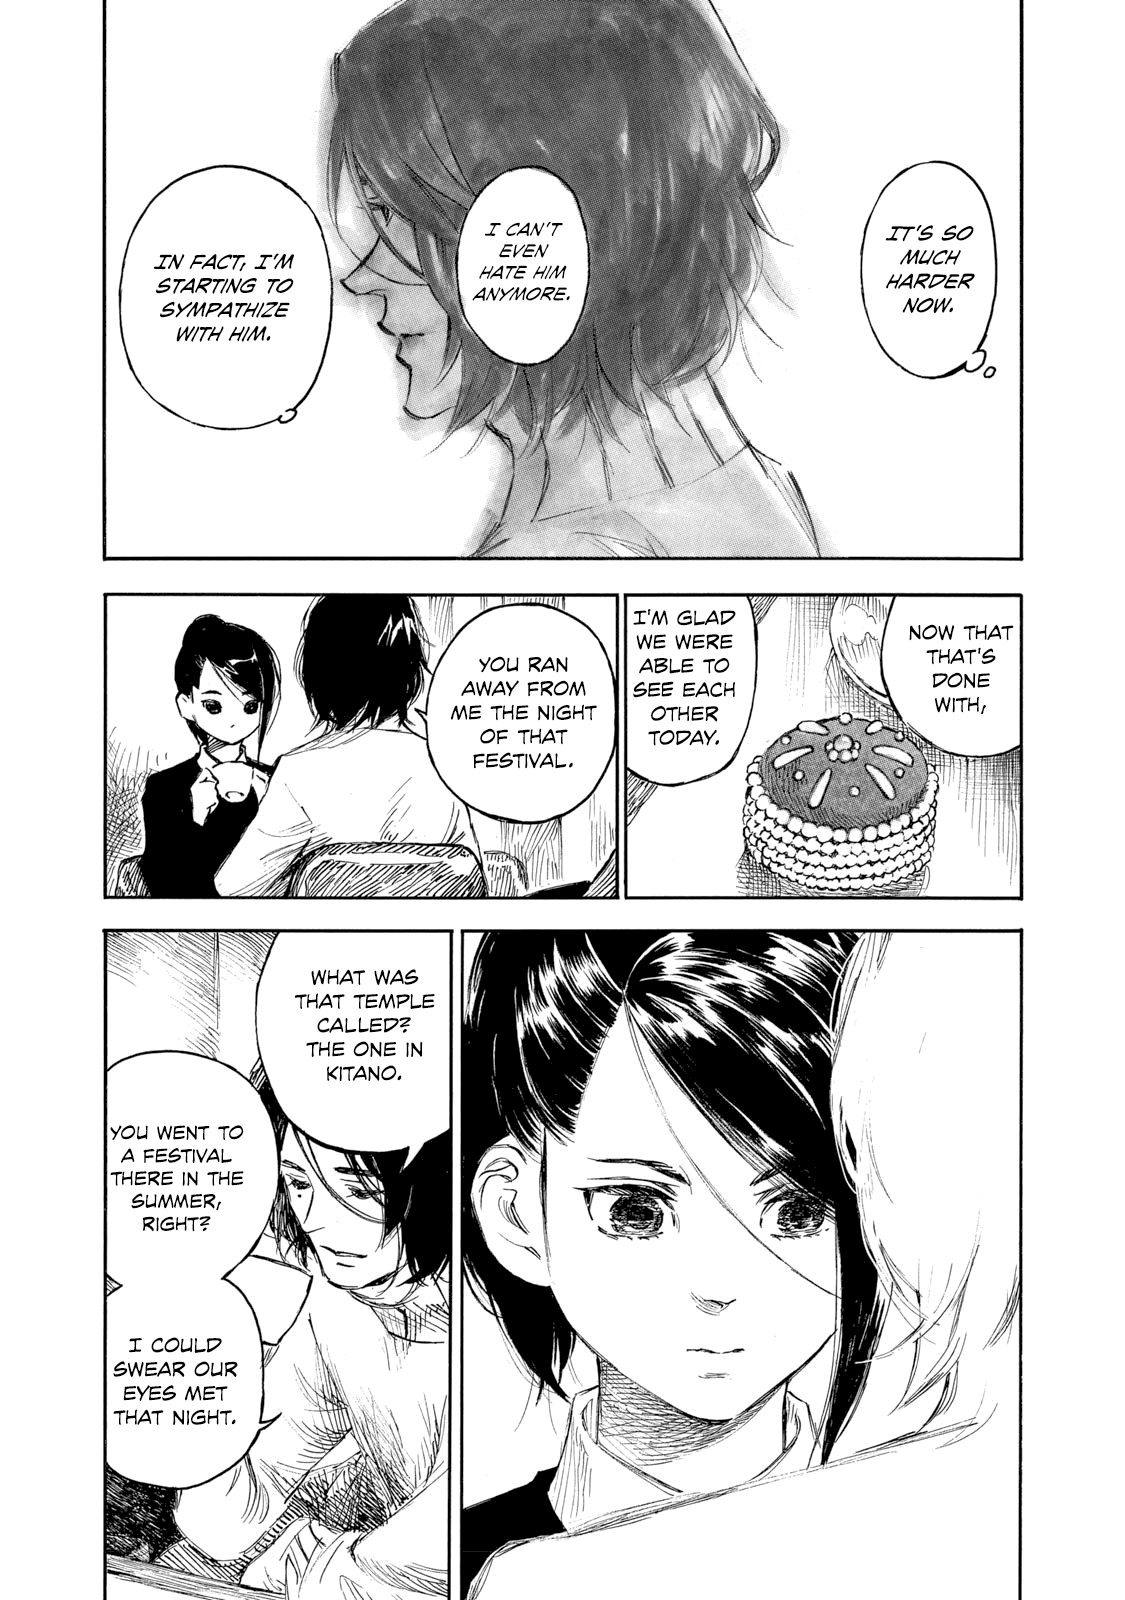 IT'S SO
MUCH
HARDER
NOW.
I CAN'T
EVEN
HATE HIM
ANYMORE.
IN FACT, I'M
STARTING TO
SYMPATHIZE
WITH HIM.
NOW THAT
THAT'S
DONE
WITH,
I'M GLAD
WE WERE
ABLE TO
SEE EACH
OTHER
TODAY.
YOU RAN
AWAY FROM
ME THE NIGHT
OF THAT
FESTIVAL.
WHAT WAS
THAT TEMPLE
CALLED?
THE ONE IN
KITANO.
YOU WENT TO
A FESTIVAL
THERE IN THE
SUMMER,
RIGHT?
I COULD
SWEAR OUR
EYES MET
THAT NIGHT.